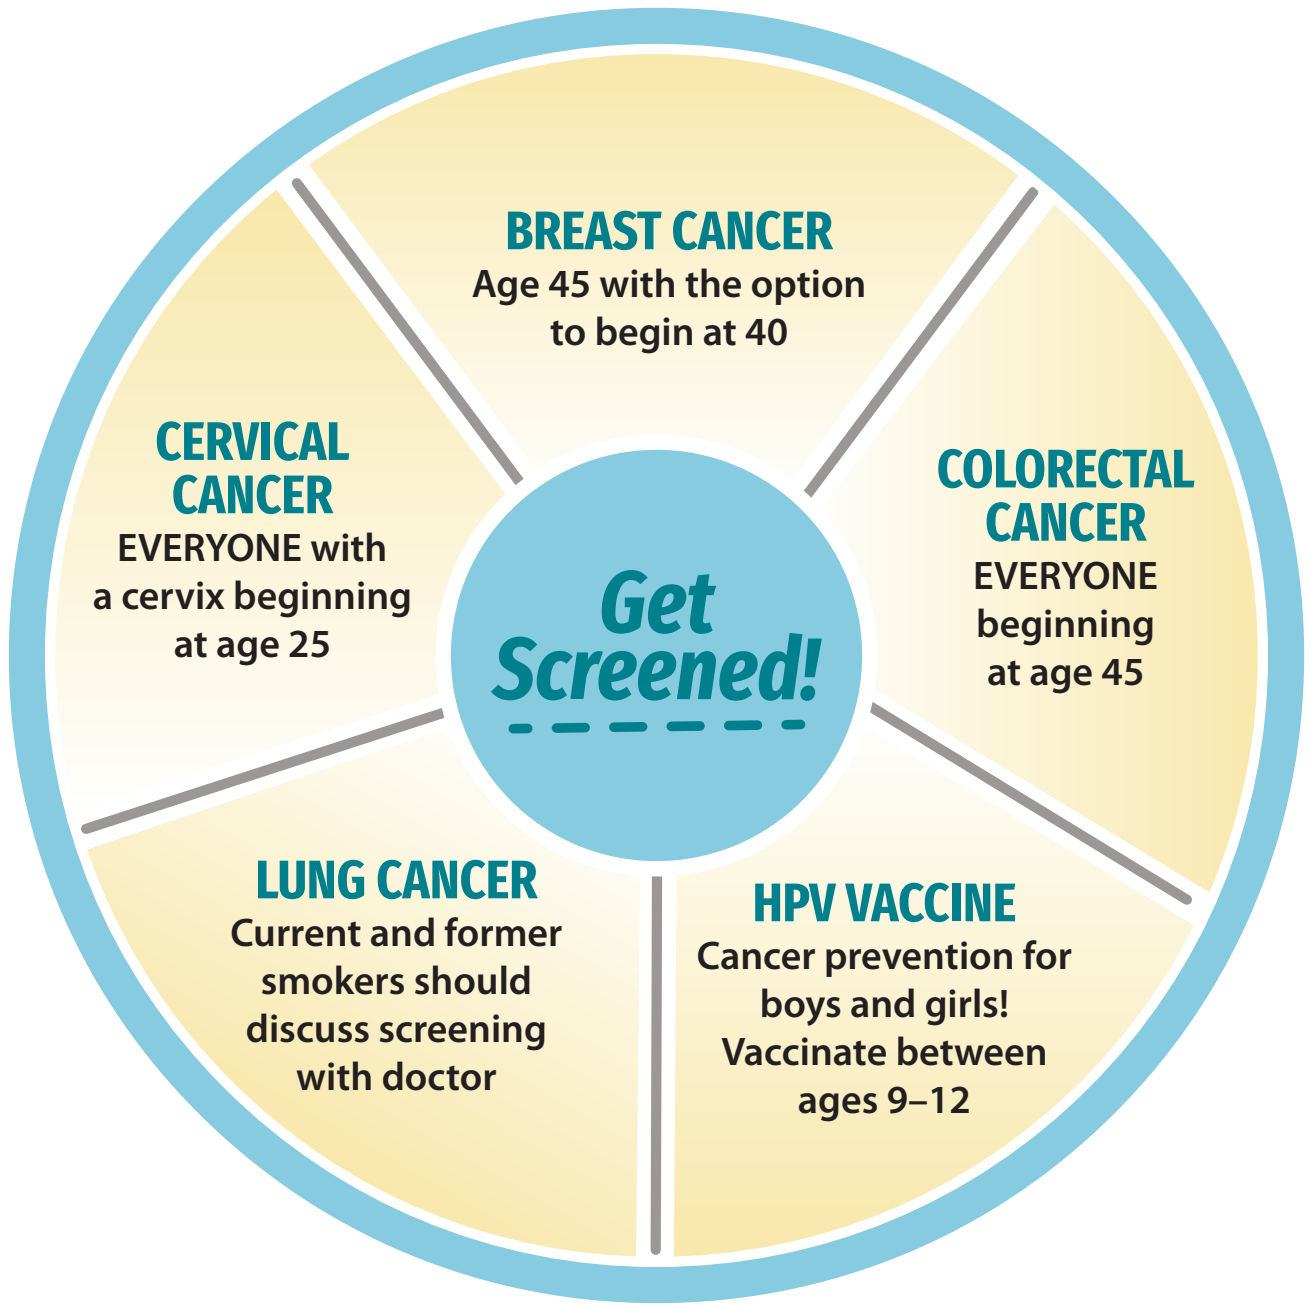 BREAST CANCER
Age 45 with the option
to begin at 40
COLORECTAL
CANCER
EVERYONE
beginning
at age 45
HPV VACCINE
Cancer prevention for
boys and girls!
Vaccinate between
ages 9–12
LUNG CANCER
Current and former
smokers should
discuss screening
with doctor
CERVICAL
CANCER
EVERYONE with
a cervix beginning
at age 25
Get
Screened!